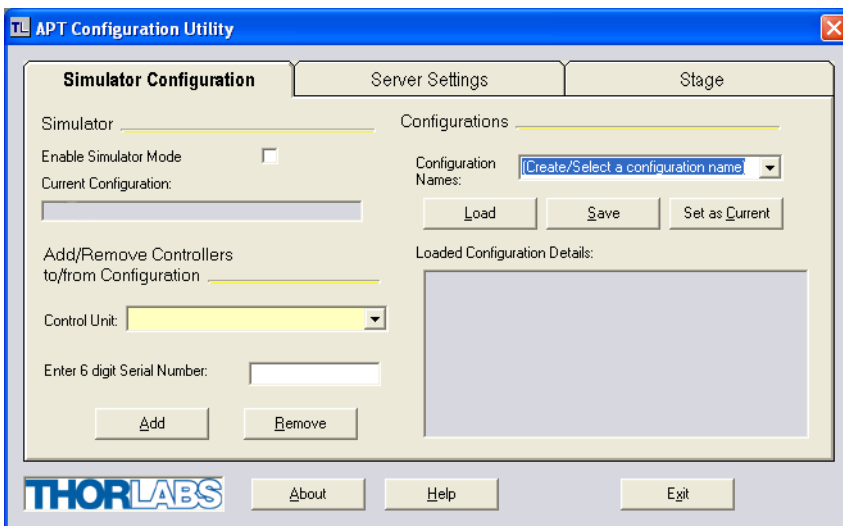 TL APT Configuration Utility
Simulator Configuration
Server Settings
Stage
Simulator
Enable Simulator Mode
Current Configuration:
Add/Remove Controllers
to/from Configuration
Control Unit:
Enter 6 digit Serial Number:
Add
Remove
Configurations
Configuration
Names:
(Create/Select a configuration name)
Load
Save
Set as Current
Loaded Configuration Details:
THORLABS
About
Help
Exit